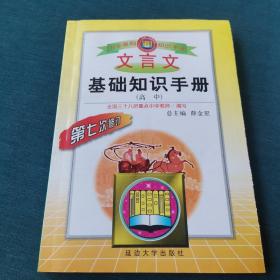 文言文
基础知识手册
(高 中)
全国三十八所重点中学教师 编写
总主编 薛金星
第七次修订
延边大学出版社